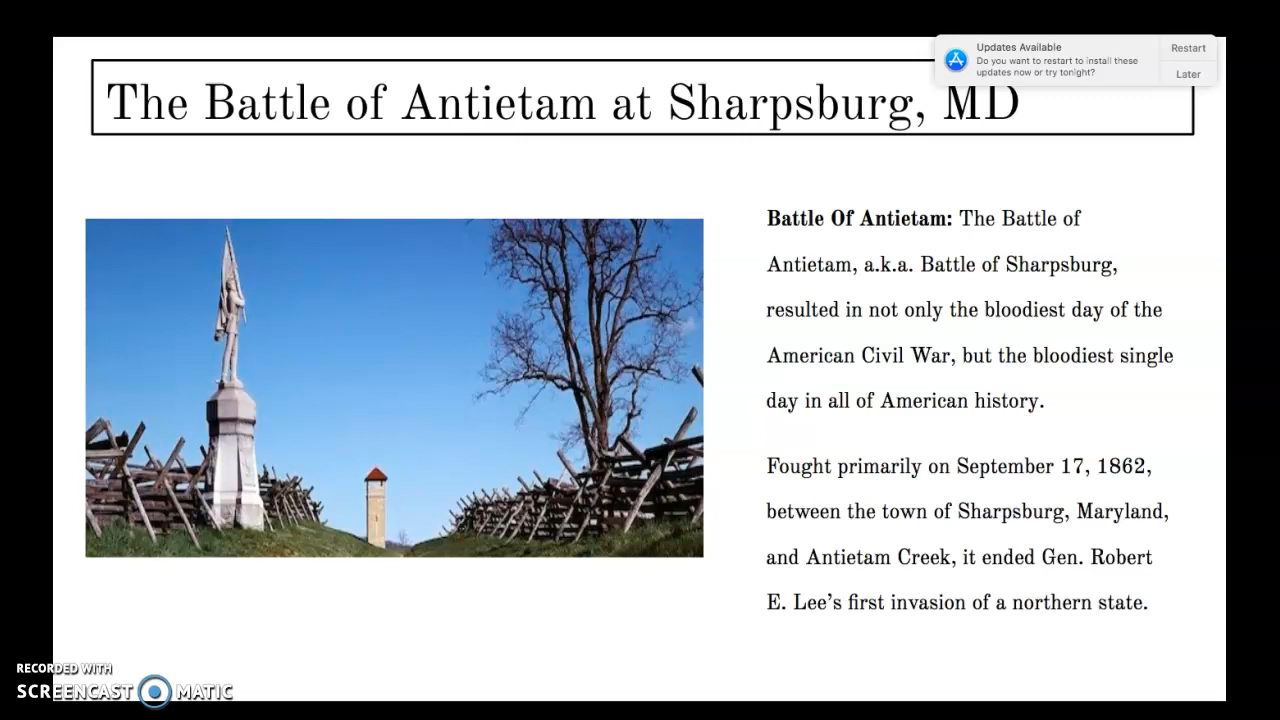 Updates Available
Do you want to restart to install these
updates now or try tonight?
Restart
Later
The Battle of Antietam at Sharpsburg, MD
Battle Of Antietam: The Battle of
Antietam, a.k.a. Battle of Sharpsburg,
resulted in not only the bloodiest day of the
American Civil War, but the bloodiest single
day in all of American history.
Fought primarily on September 17, 1862,
between the town of Sharpsburg, Maryland,
and Antietam Creek, it ended Gen. Robert
E. Lee’s first invasion of a northern state.
RECORDED WITH
SCREENCAST MATIC